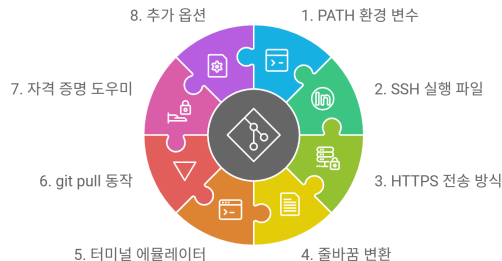 8. 추가 옵션
1. PATH 환경 변수
7. 자격 증명 도우미
2. SSH 실행 파일
6. git pull 동작
3. HTTPS 전송 방식
5. 터미널 에뮬레이터
4. 줄바꿈 변환
in